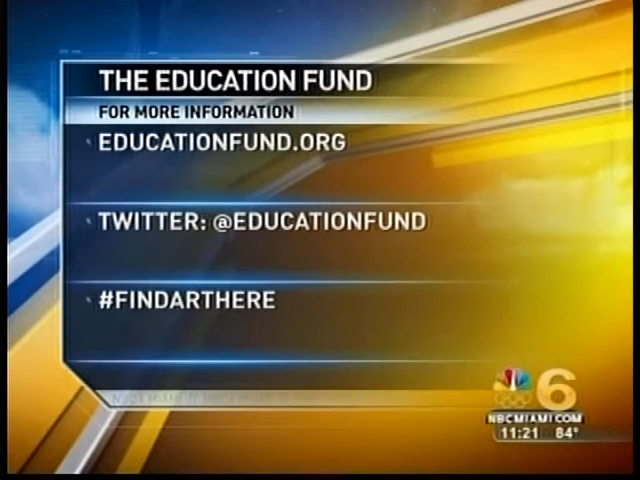 THE EDUCATION FUND
FOR MORE INFORMATION
EDUCATIONFUND.ORG
TWITTER: @EDUCATIONFUND
#FINDARTHERE
6
NBCMIAMI.COM
11:21 84°